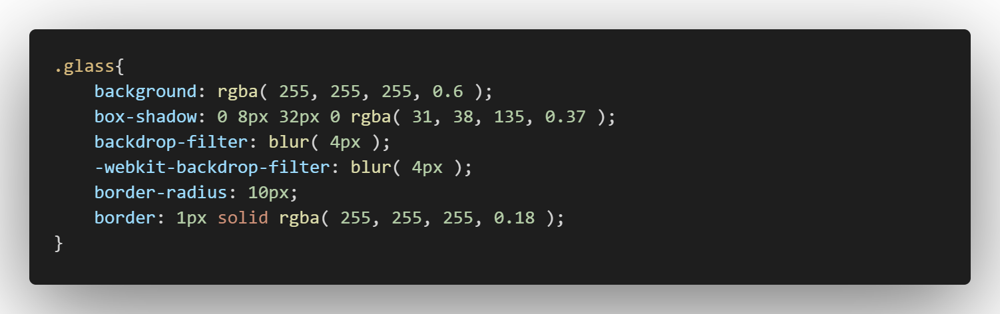 .glass{
    background: rgba( 255, 255, 255, 0.6 );
    box-shadow: 0 8px 32px 0 rgba( 31, 38, 135, 0.37 );
    backdrop-filter: blur( 4px );
    -webkit-backdrop-filter: blur( 4px );
    border-radius: 10px;
    border: 1px solid rgba( 255, 255, 255, 0.18 );
}